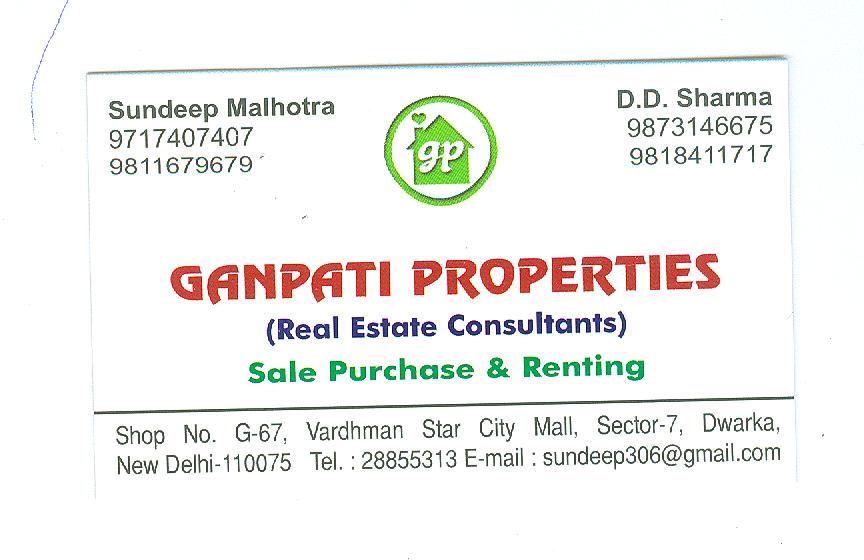 Sundeep Malhotra
9717407407
9811679679
D.D. Sharma
9873146675
9818411717
gp
GANPATI PROPERTIES
(Real Estate Consultants)
Sale Purchase & Renting
Shop No. G-67, Vardhman Star City Mall, Sector-7, Dwarka,
New Delhi-110075 Tel. : 28855313 E-mail : sundeep306@gmail.com